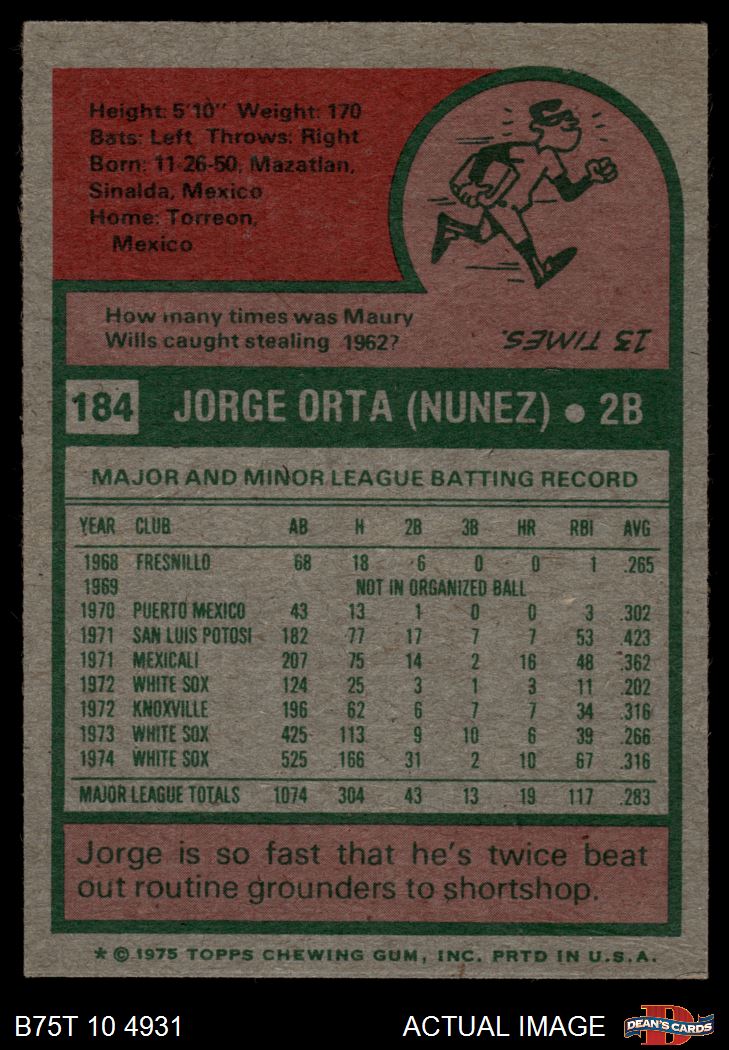 Height: 5'10" Weight: 170
Bats: Left Throws: Right
Born: 11-26-50, Mazatlan,
Sinalda, Mexico
Home: Torreon,
Mexico
How many times was Maury
Wills caught stealing 1962?
13 TIMES.
184 JORGE ORTA (NUNEZ) ● 2B
MAJOR AND MINOR LEAGUE BATTING RECORD
YEAR CLUB AB H 2B 3B HR RBI AVG
1968 FRESNILLO 68 18 6 0 0 1 .265
1969 NOT IN ORGANIZED BALL
1970 PUERTO MEXICO 43 13 1 0 0 3 .302
1971 SAN LUIS POTOSI 182 77 17 7 7 53 .423
1971 MEXICALI 207 75 14 2 16 48 .362
1972 WHITE SOX 124 25 3 1 3 11 .202
1972 KNOXVILLE 196 62 6 7 7 34 .316
1973 WHITE SOX 425 113 9 10 6 39 .266
1974 WHITE SOX 525 166 31 2 10 67 .316
MAJOR LEAGUE TOTALS 1074 304 43 13 19 117 .283
Jorge is so fast that he's twice beat
out routine grounders to shortshop.
* © 1975 TOPPS CHEWING GUM, INC. PRTD IN U.S.A.
B75T 10 4931 ACTUAL IMAGE DEAN'S CARDS